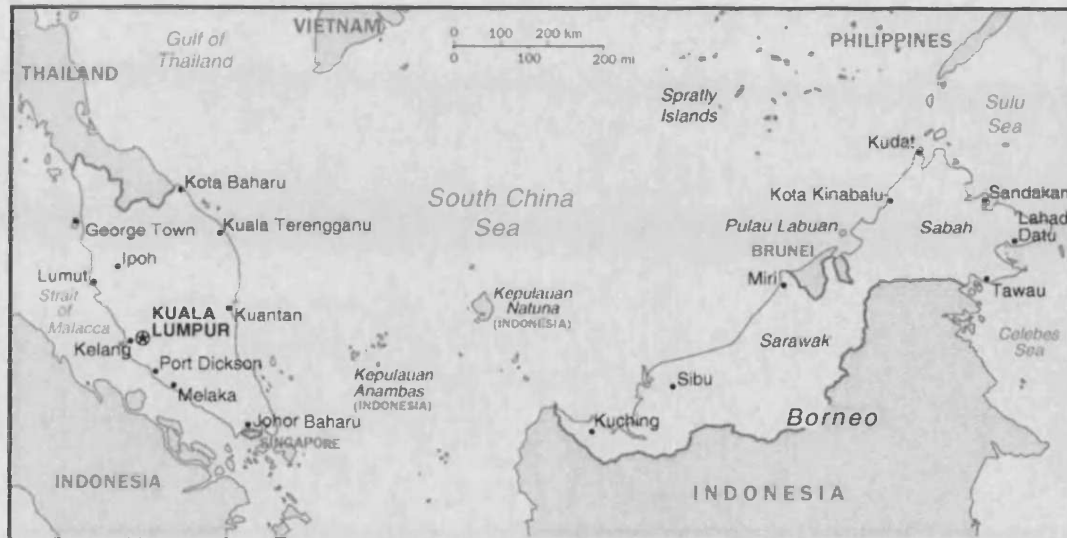 VIETNAM
Gulf of
Thailand
THAILAND
0 100 200 km
0 100 200 mi
PHILIPPINES
Spratly
Islands
Sulu
Sea
Kudat
Kota Baharu
South China
Sea
Kota Kinabalu
Sandakan
George Town
Kuala Terengganu
Pulau Labuan
BRUNEI
Sabah
Lahad
Datu
Ipoh
Lumut
Strait
of
Malacca
KUALA
LUMPUR
Kuantan
Kepulauan
Natuna
(INDONESIA)
Miri
Tawau
Celebes
Sea
Kelang
Port Dickson
Melaka
Kepulauan
Anambas
(INDONESIA)
Sarawak
Sibu
Johor Baharu
SINGAPORE
Kuching
Borneo
INDONESIA
INDONESIA